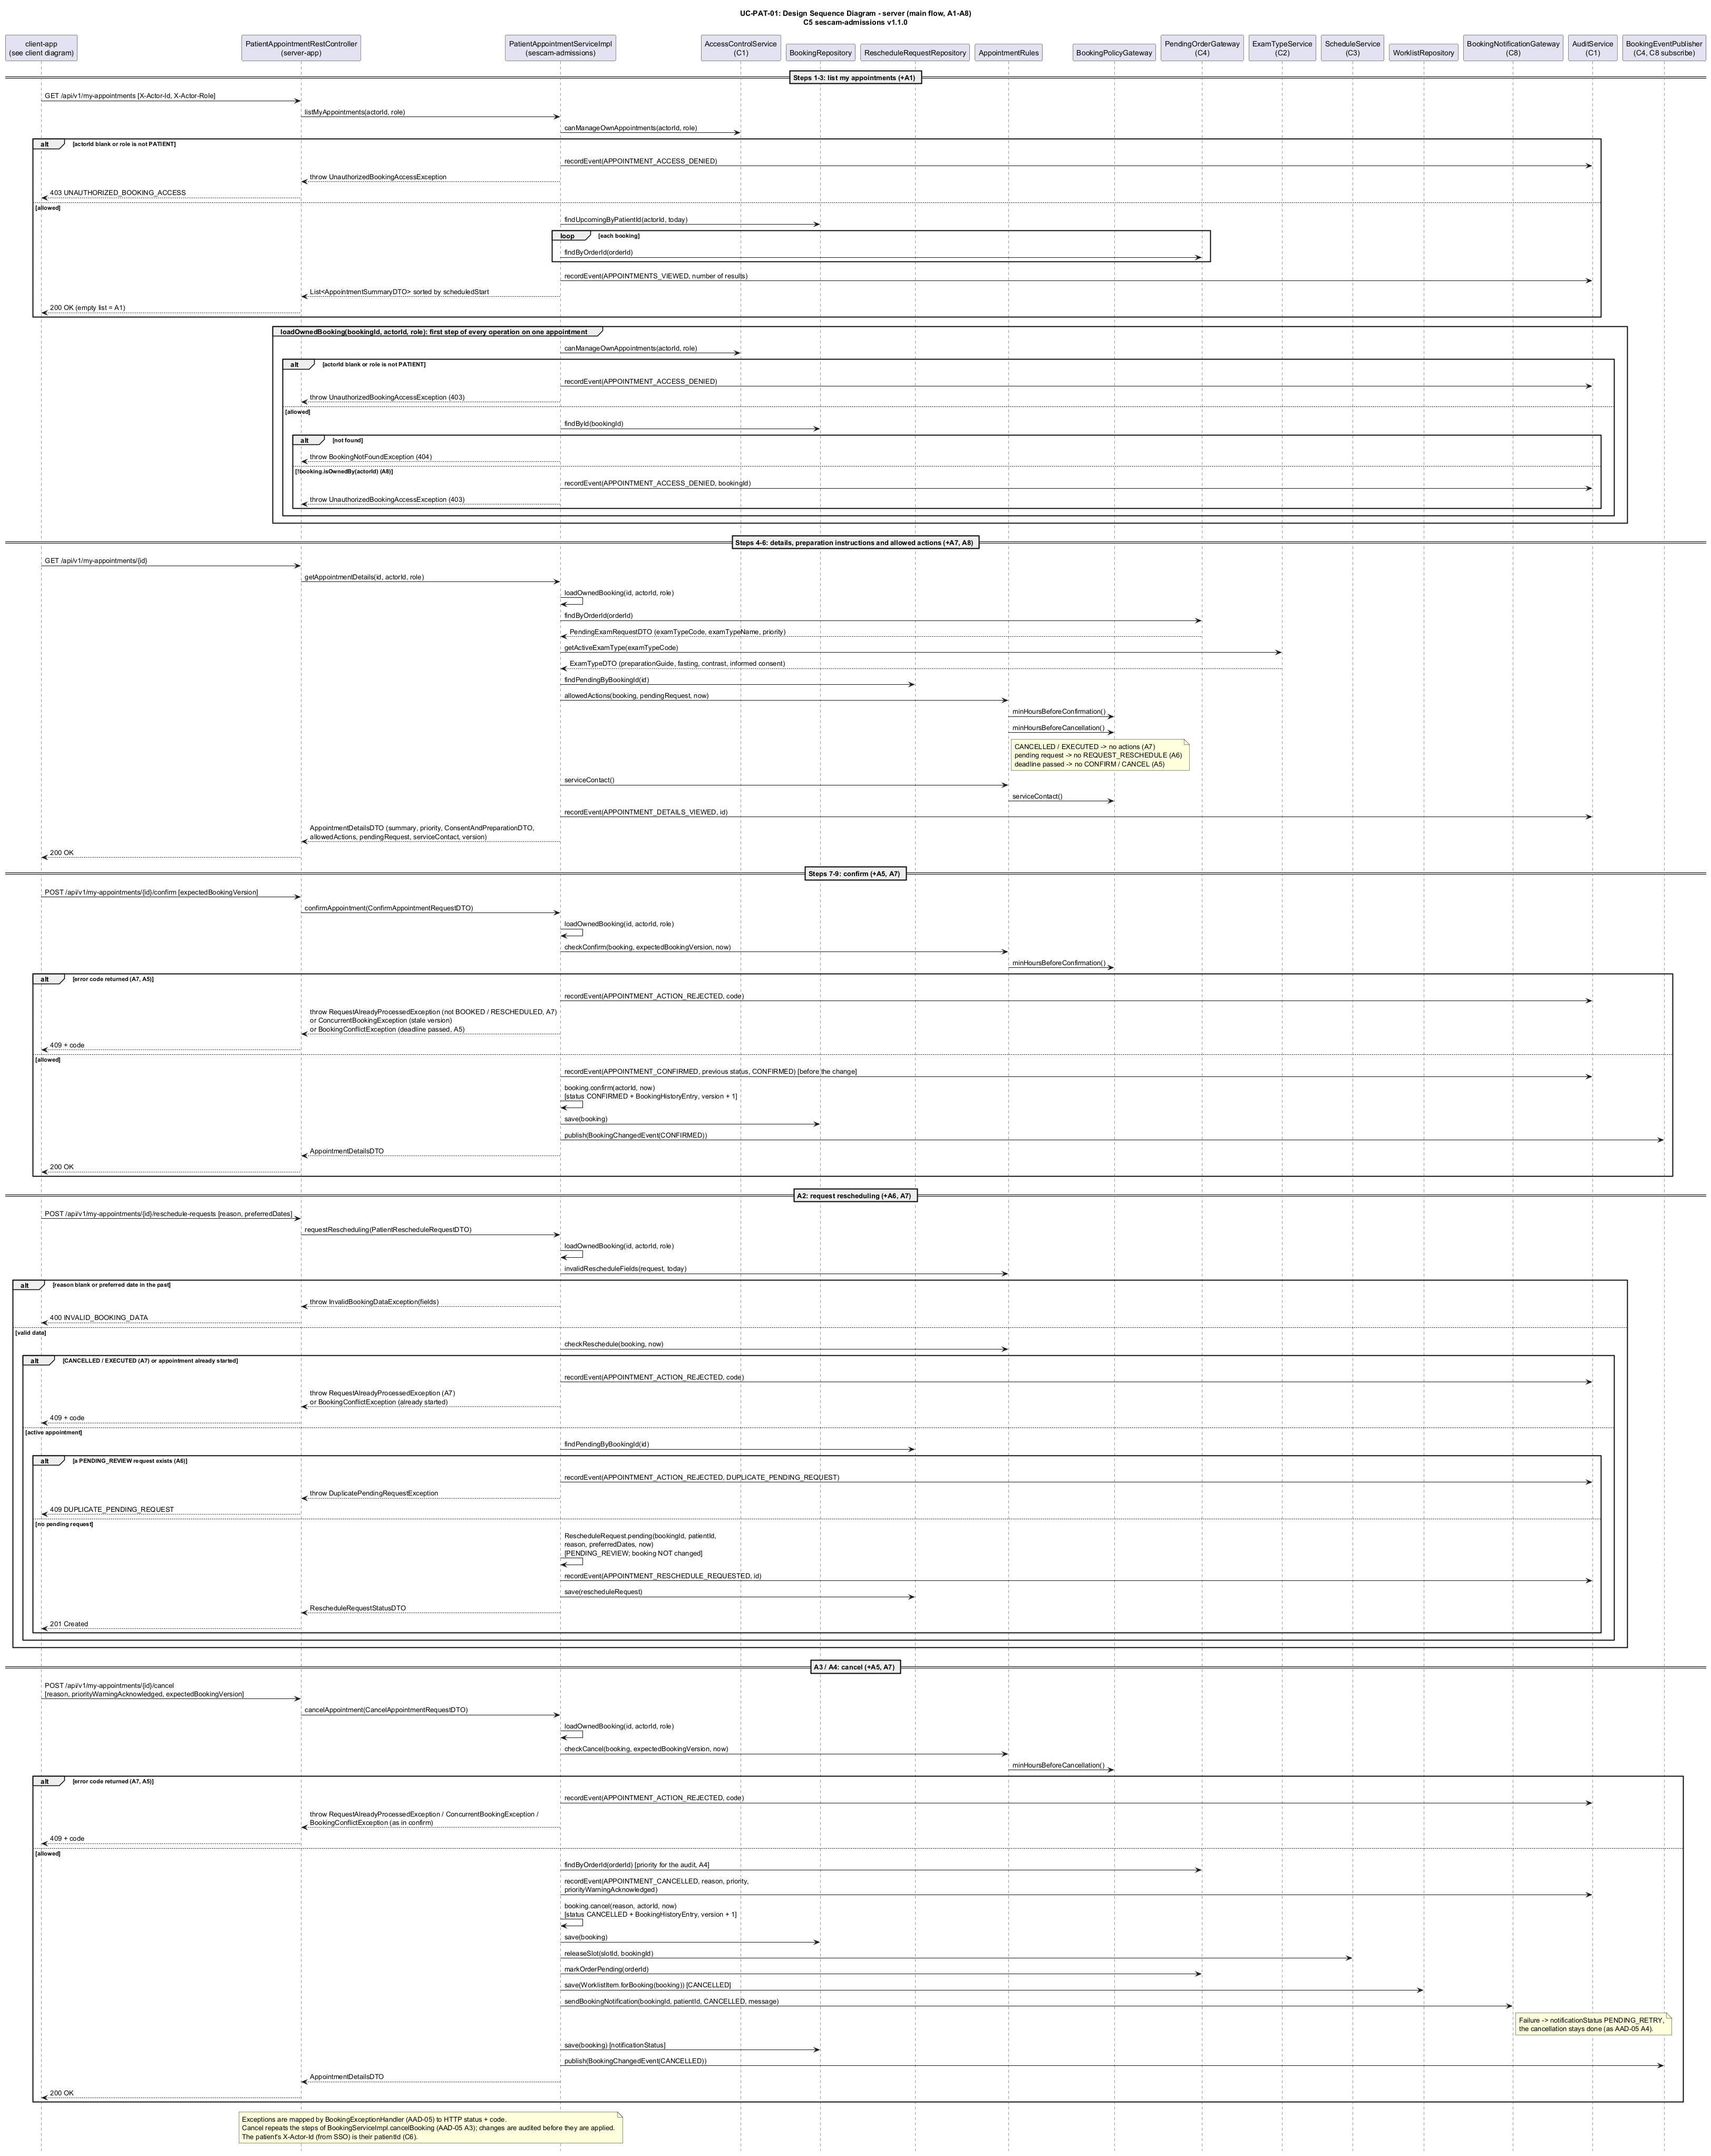 UC-PAT-01: Design Sequence Diagram - server (main flow, A1-A8)
C5 sescam-admissions v1.1.0
client-app
(see client diagram)
PatientAppointmentRestController
(server-app)
PatientAppointmentServiceImpl
(sescam-admissions)
AccessControlService
(C1)
BookingRepository
RescheduleRequestRepository
AppointmentRules
BookingPolicyGateway
PendingOrderGateway
(C4)
ExamTypeService
(C2)
ScheduleService
(C3)
WorklistRepository
BookingNotificationGateway
(C8)
AuditService
(C1)
BookingEventPublisher
(C4, C8 subscribe)
Steps 1-3: list my appointments (+A1)
GET /api/v1/my-appointments [X-Actor-Id, X-Actor-Role]
listMyAppointments(actorId, role)
canManageOwnAppointments(actorId, role)
alt [actorId blank or role is not PATIENT]
recordEvent(APPOINTMENT_ACCESS_DENIED)
throw UnauthorizedBookingAccessException
403 UNAUTHORIZED_BOOKING_ACCESS
[allowed]
findUpcomingByPatientId(actorId, today)
loop [each booking]
findByOrderId(orderId)
recordEvent(APPOINTMENTS_VIEWED, number of results)
List<AppointmentSummaryDTO> sorted by scheduledStart
200 OK (empty list = A1)
loadOwnedBooking(bookingId, actorId, role): first step of every operation on one appointment
canManageOwnAppointments(actorId, role)
alt [actorId blank or role is not PATIENT]
recordEvent(APPOINTMENT_ACCESS_DENIED)
throw UnauthorizedBookingAccessException (403)
[allowed]
findById(bookingId)
alt [not found]
throw BookingNotFoundException (404)
[!booking.isOwnedBy(actorId) (A8)]
recordEvent(APPOINTMENT_ACCESS_DENIED, bookingId)
throw UnauthorizedBookingAccessException (403)
Steps 4-6: details, preparation instructions and allowed actions (+A7, A8)
GET /api/v1/my-appointments/{id}
getAppointmentDetails(id, actorId, role)
loadOwnedBooking(id, actorId, role)
findByOrderId(orderId)
PendingExamRequestDTO (examTypeCode, examTypeName, priority)
getActiveExamType(examTypeCode)
ExamTypeDTO (preparationGuide, fasting, contrast, informed consent)
findPendingByBookingId(id)
allowedActions(booking, pendingRequest, now)
minHoursBeforeConfirmation()
minHoursBeforeCancellation()
CANCELLED / EXECUTED -> no actions (A7)
pending request -> no REQUEST_RESCHEDULE (A6)
deadline passed -> no CONFIRM / CANCEL (A5)
serviceContact()
serviceContact()
recordEvent(APPOINTMENT_DETAILS_VIEWED, id)
AppointmentDetailsDTO (summary, priority, ConsentAndPreparationDTO,
allowedActions, pendingRequest, serviceContact, version)
200 OK
Steps 7-9: confirm (+A5, A7)
POST /api/v1/my-appointments/{id}/confirm [expectedBookingVersion]
confirmAppointment(ConfirmAppointmentRequestDTO)
loadOwnedBooking(id, actorId, role)
checkConfirm(booking, expectedBookingVersion, now)
minHoursBeforeConfirmation()
alt [error code returned (A7, A5)]
recordEvent(APPOINTMENT_ACTION_REJECTED, code)
throw RequestAlreadyProcessedException (not BOOKED / RESCHEDULED, A7)
or ConcurrentBookingException (stale version)
or BookingConflictException (deadline passed, A5)
409 + code
[allowed]
recordEvent(APPOINTMENT_CONFIRMED, previous status, CONFIRMED) [before the change]
booking.confirm(actorId, now)
[status CONFIRMED + BookingHistoryEntry, version + 1]
save(booking)
publish(BookingChangedEvent(CONFIRMED))
AppointmentDetailsDTO
200 OK
A2: request rescheduling (+A6, A7)
POST /api/v1/my-appointments/{id}/reschedule-requests [reason, preferredDates]
requestRescheduling(PatientRescheduleRequestDTO)
loadOwnedBooking(id, actorId, role)
invalidRescheduleFields(request, today)
alt [reason blank or preferred date in the past]
throw InvalidBookingDataException(fields)
400 INVALID_BOOKING_DATA
[valid data]
checkReschedule(booking, now)
alt [CANCELLED / EXECUTED (A7) or appointment already started]
recordEvent(APPOINTMENT_ACTION_REJECTED, code)
throw RequestAlreadyProcessedException (A7)
or BookingConflictException (already started)
409 + code
[active appointment]
findPendingByBookingId(id)
alt [a PENDING_REVIEW request exists (A6)]
recordEvent(APPOINTMENT_ACTION_REJECTED, DUPLICATE_PENDING_REQUEST)
throw DuplicatePendingRequestException
409 DUPLICATE_PENDING_REQUEST
[no pending request]
RescheduleRequest.pending(bookingId, patientId,
reason, preferredDates, now)
[PENDING_REVIEW; booking NOT changed]
recordEvent(APPOINTMENT_RESCHEDULE_REQUESTED, id)
save(rescheduleRequest)
RescheduleRequestStatusDTO
201 Created
A3 / A4: cancel (+A5, A7)
POST /api/v1/my-appointments/{id}/cancel
[reason, priorityWarningAcknowledged, expectedBookingVersion]
cancelAppointment(CancelAppointmentRequestDTO)
loadOwnedBooking(id, actorId, role)
checkCancel(booking, expectedBookingVersion, now)
minHoursBeforeCancellation()
alt [error code returned (A7, A5)]
recordEvent(APPOINTMENT_ACTION_REJECTED, code)
throw RequestAlreadyProcessedException / ConcurrentBookingException /
BookingConflictException (as in confirm)
409 + code
[allowed]
findByOrderId(orderId) [priority for the audit, A4]
recordEvent(APPOINTMENT_CANCELLED, reason, priority,
priorityWarningAcknowledged)
booking.cancel(reason, actorId, now)
[status CANCELLED + BookingHistoryEntry, version + 1]
save(booking)
releaseSlot(slotId, bookingId)
markOrderPending(orderId)
save(WorklistItem.forBooking(booking)) [CANCELLED]
sendBookingNotification(bookingId, patientId, CANCELLED, message)
Failure -> notificationStatus PENDING_RETRY,
the cancellation stays done (as AAD-05 A4).
save(booking) [notificationStatus]
publish(BookingChangedEvent(CANCELLED))
AppointmentDetailsDTO
200 OK
Exceptions are mapped by BookingExceptionHandler (AAD-05) to HTTP status + code.
Cancel repeats the steps of BookingServiceImpl.cancelBooking (AAD-05 A3); changes are audited before they are applied.
The patient's X-Actor-Id (from SSO) is their patientId (C6).